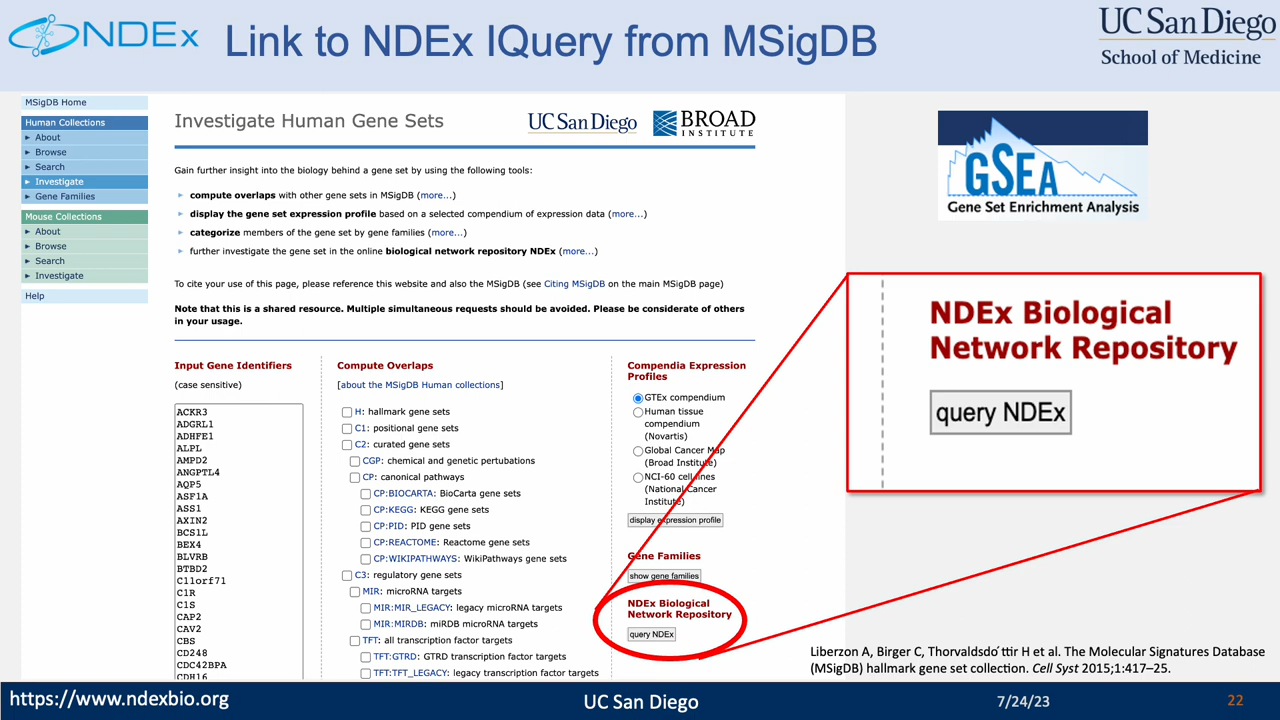 NDEx
Link to NDEx IQuery from MSigDB
UC San Diego
School of Medicine
MSigDB Home
Human Collections
► About
► Browse
► Search
► Investigate
► Gene Families
Mouse Collections
► About
► Browse
► Search
► Investigate
Help
Investigate Human Gene Sets
UC San Diego
BROAD
INSTITUTE
Gain further insight into the biology behind a gene set by using the following tools:
► compute overlaps with other gene sets in MSigDB (more...)
► display the gene set expression profile based on a selected compendium of expression data (more...)
► categorize members of the gene set by gene families (more...)
► further investigate the gene set in the online biological network repository NDEx (more...)
To cite your use of this page, please reference this website and also the MSigDB (see Citing MSigDB on the main MSigDB page)
Note that this is a shared resource. Multiple simultaneous requests should be avoided. Please be considerate of others
in your usage.
Input Gene Identifiers
(case sensitive)
ACKR3
ADGRL1
ADHFE1
ALPL
AMPD2
ANGPTL4
AQP5
ASF1A
ASS1
AXIN2
BCS1L
BEX4
BLVRB
BTBD2
C11orf71
C1R
C1S
CAP2
CAV2
CBS
CD248
CDC42BPA
CDH16
Compute Overlaps
[about the MSigDB Human collections]
H: hallmark gene sets
C1: positional gene sets
C2: curated gene sets
CGP: chemical and genetic pertubations
CP: canonical pathways
CP:BIOCARTA: BioCarta gene sets
CP:KEGG: KEGG gene sets
CP:PID: PID gene sets
CP:REACTOME: Reactome gene sets
CP:WIKIPATHWAYS: WikiPathways gene sets
C3: regulatory gene sets
MIR: microRNA targets
MIR:MIR_LEGACY: legacy microRNA targets
MIR:MIRDB: miRDB microRNA targets
TFT: all transcription factor targets
TFT:GTRD: GTRD transcription factor targets
TFT:TFT_LEGACY: legacy transcription factor targets
Compendia Expression
Profiles
GTEx compendium
Human tissue
compendium
(Novartis)
Global Cancer Map
(Broad Institute)
NCI-60 cell lines
(National Cancer
Institute)
display expression profile
Gene Families
show gene families
NDEx Biological
Network Repository
query NDEx
GSEA
Gene Set Enrichment Analysis
NDEx Biological
Network Repository
query NDEx
Liberzon A, Birger C, Thorvaldsdo ́ttir H et al. The Molecular Signatures Database
(MSigDB) hallmark gene set collection. Cell Syst 2015;1:417–25.
https://www.ndexbio.org
UC San Diego
7/24/23
22